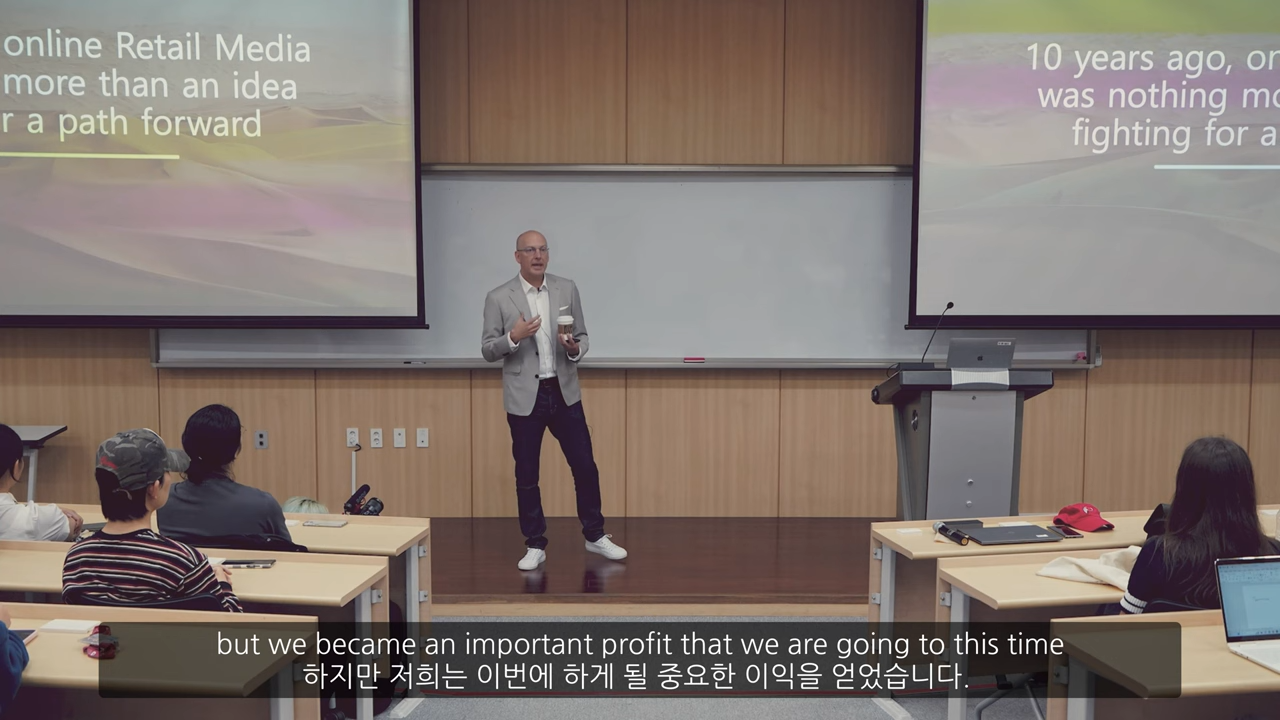 online Retail Media
more than an idea
r a path forward
10 years ago, or
was nothing mo
fighting for a
but we became an important profit that we are going to this time
하지만 저희는 이번에 하게 될 중요한 이익을 얻었습니다.